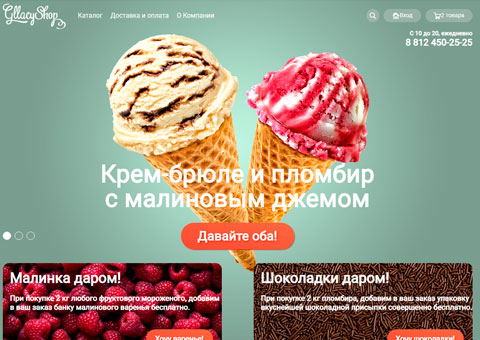 Gllacy Shop
Каталог Доставка и оплата О Компании
Вход
2 товара
С 10 до 20, ежедневно
8 812 450-25-25
Крем-брюле и пломбир
с малиновым джемом
Давайте оба!
Малинка даром!
При покупке 2 кг любого фруктового мороженого, добавим
в ваш заказ банку малинового варенья бесплатно.
Хочу варенье!
Шоколадки даром!
При покупке 2 кг пломбира, добавим в ваш заказ упаковку
вкуснейшей шоколадной присыпки совершенно бесплатно.
Хочу шоколадки!